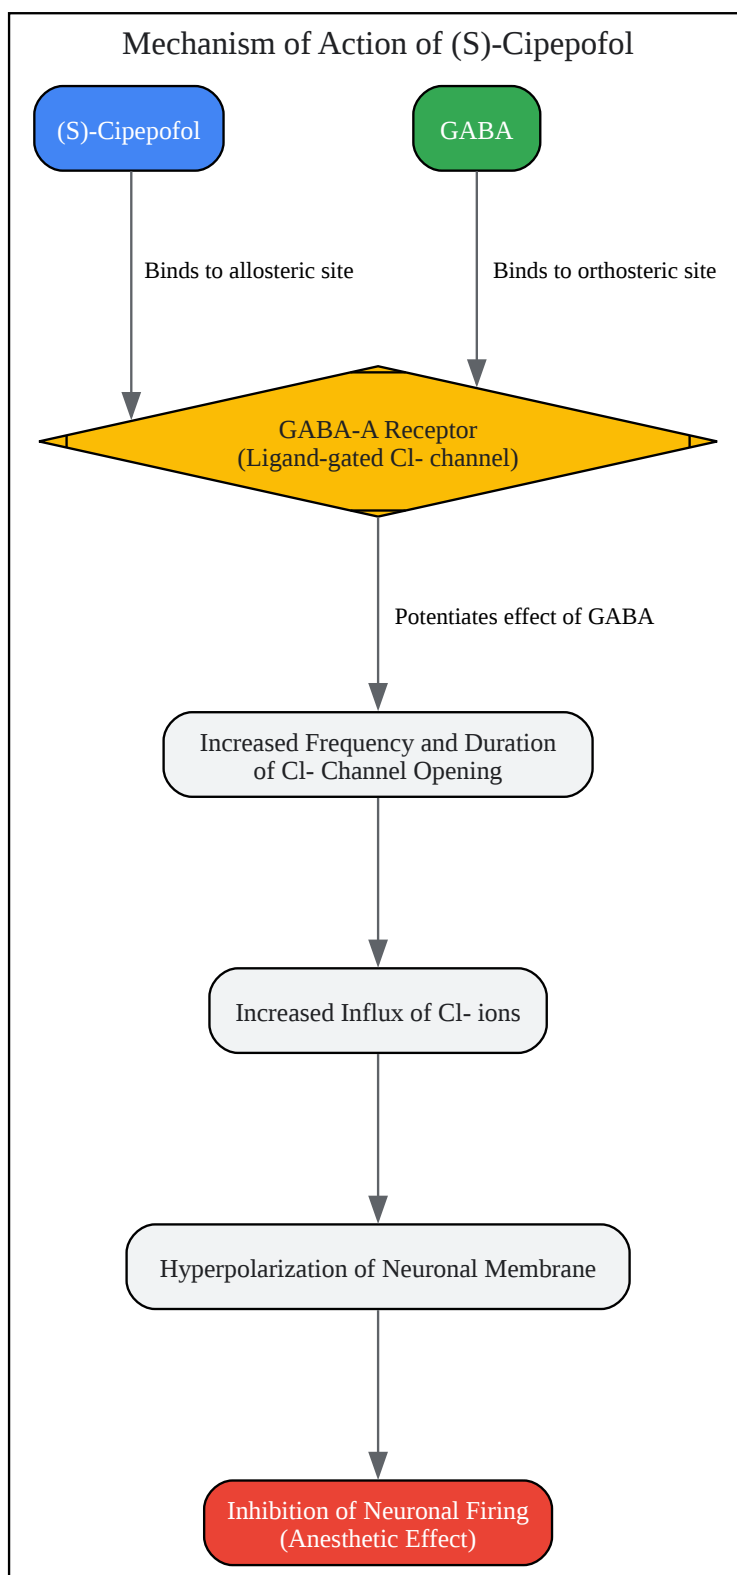 Mechanism of Action of (S)-Cipepofol
(S)-Cipepofol
GABA
Binds to allosteric site
Binds to orthosteric site
GABA-A Receptor
(Ligand-gated Cl- channel)
Potentiates effect of GABA
Increased Frequency and Duration
of Cl- Channel Opening
Increased Influx of Cl- ions
Hyperpolarization of Neuronal Membrane
Inhibition of Neuronal Firing
(Anesthetic Effect)